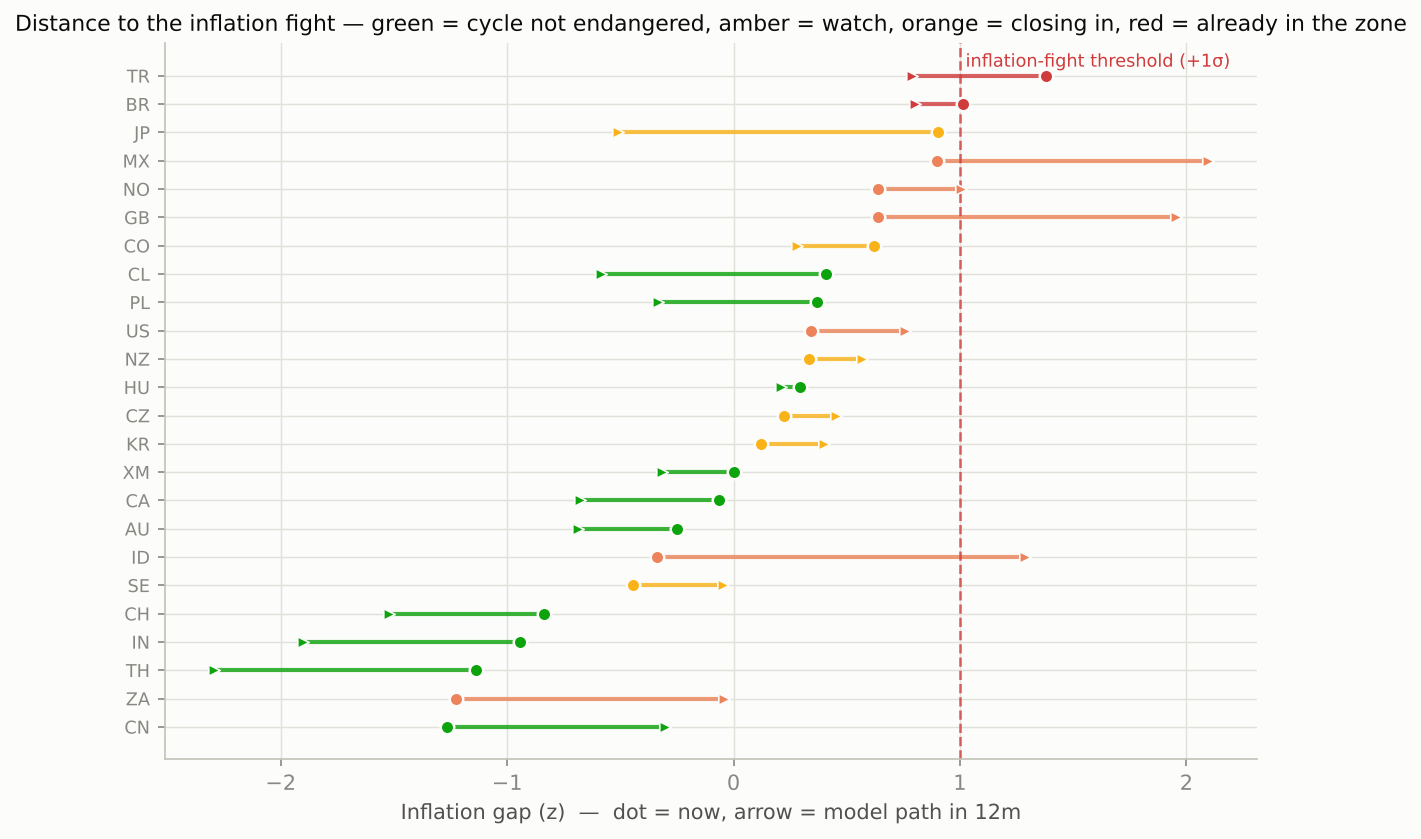 Distance to the inflation fight — green = cycle not endangered, amber = watch, orange = closing in, red = already in the zone
inflation-fight threshold (+1σ)
TR
BR
JP
MX
NO
GB
CO
CL
PL
US
NZ
HU
CZ
KR
XM
CA
AU
ID
SE
CH
IN
TH
ZA
CN
−2 −1 0 1 2
Inflation gap (z) — dot = now, arrow = model path in 12m